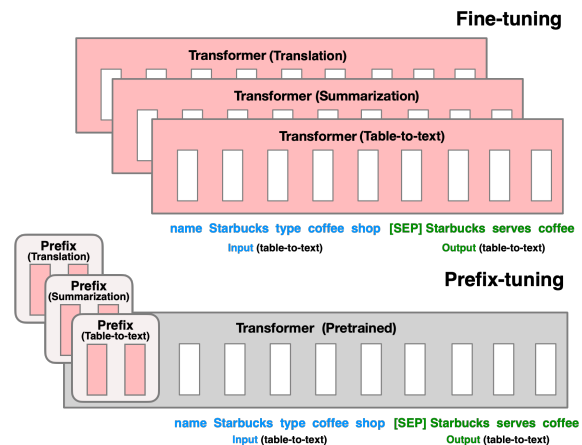 Fine-tuning
Transformer (Translation)
Transformer (Summarization)
Transformer (Table-to-text)
name Starbucks type coffee shop [SEP] Starbucks serves coffee
Input (table-to-text) Output (table-to-text)
Prefix-tuning
Prefix
(Translation)
Prefix
(Summarization)
Prefix
(Table-to-text)
Transformer (Pretrained)
name Starbucks type coffee shop [SEP] Starbucks serves coffee
Input (table-to-text) Output (table-to-text)